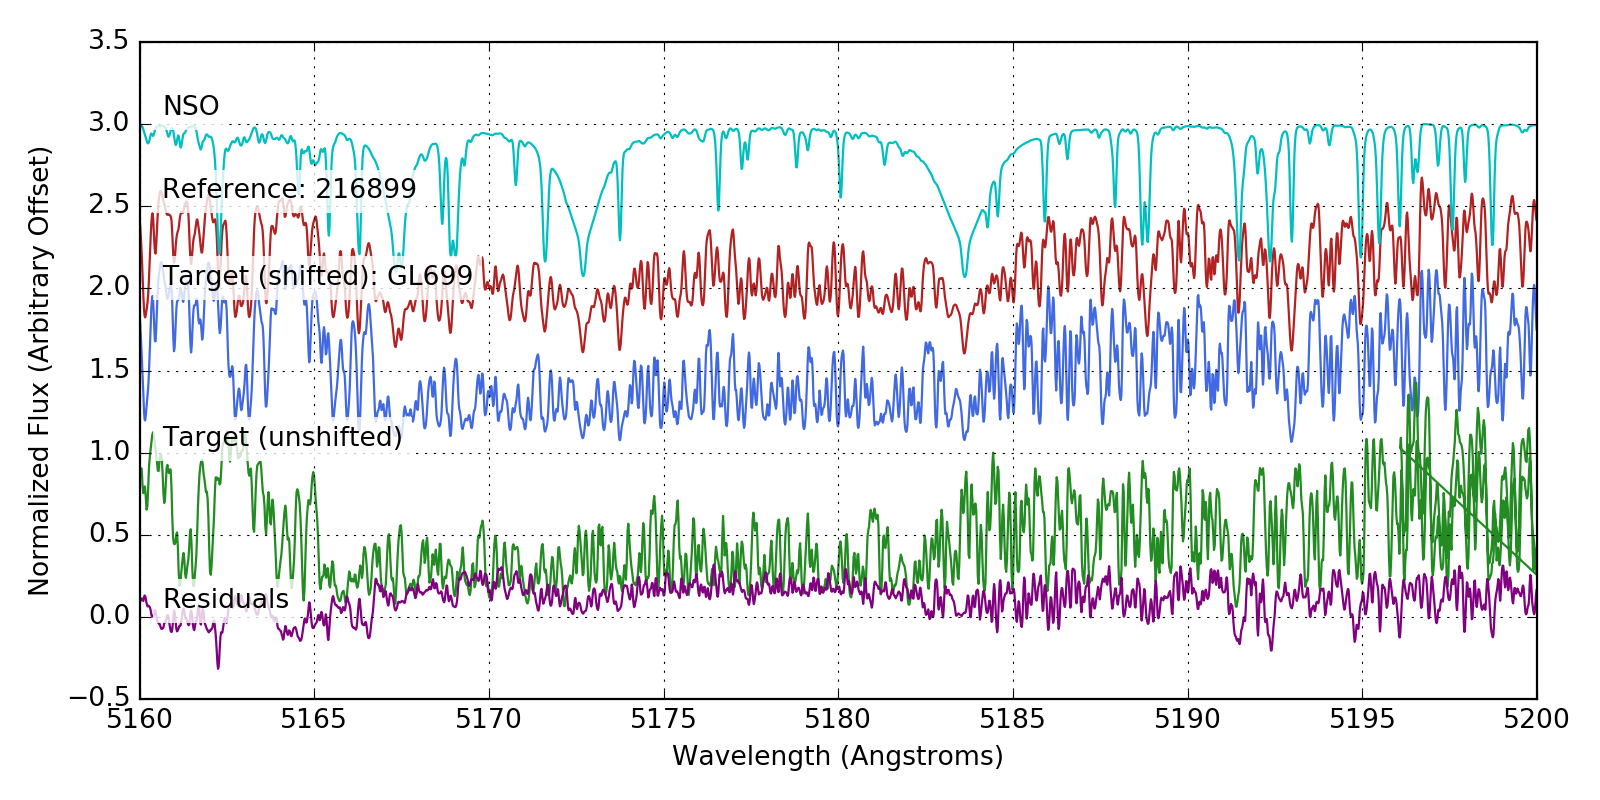 3.5
3.0
2.5
2.0
1.5
1.0
0.5
0.0
−0.5
Normalized Flux (Arbitrary Offset)
NSO
Reference: 216899
Target (shifted): GL699
Target (unshifted)
Residuals
5160 5165 5170 5175 5180 5185 5190 5195 5200
Wavelength (Angstroms)